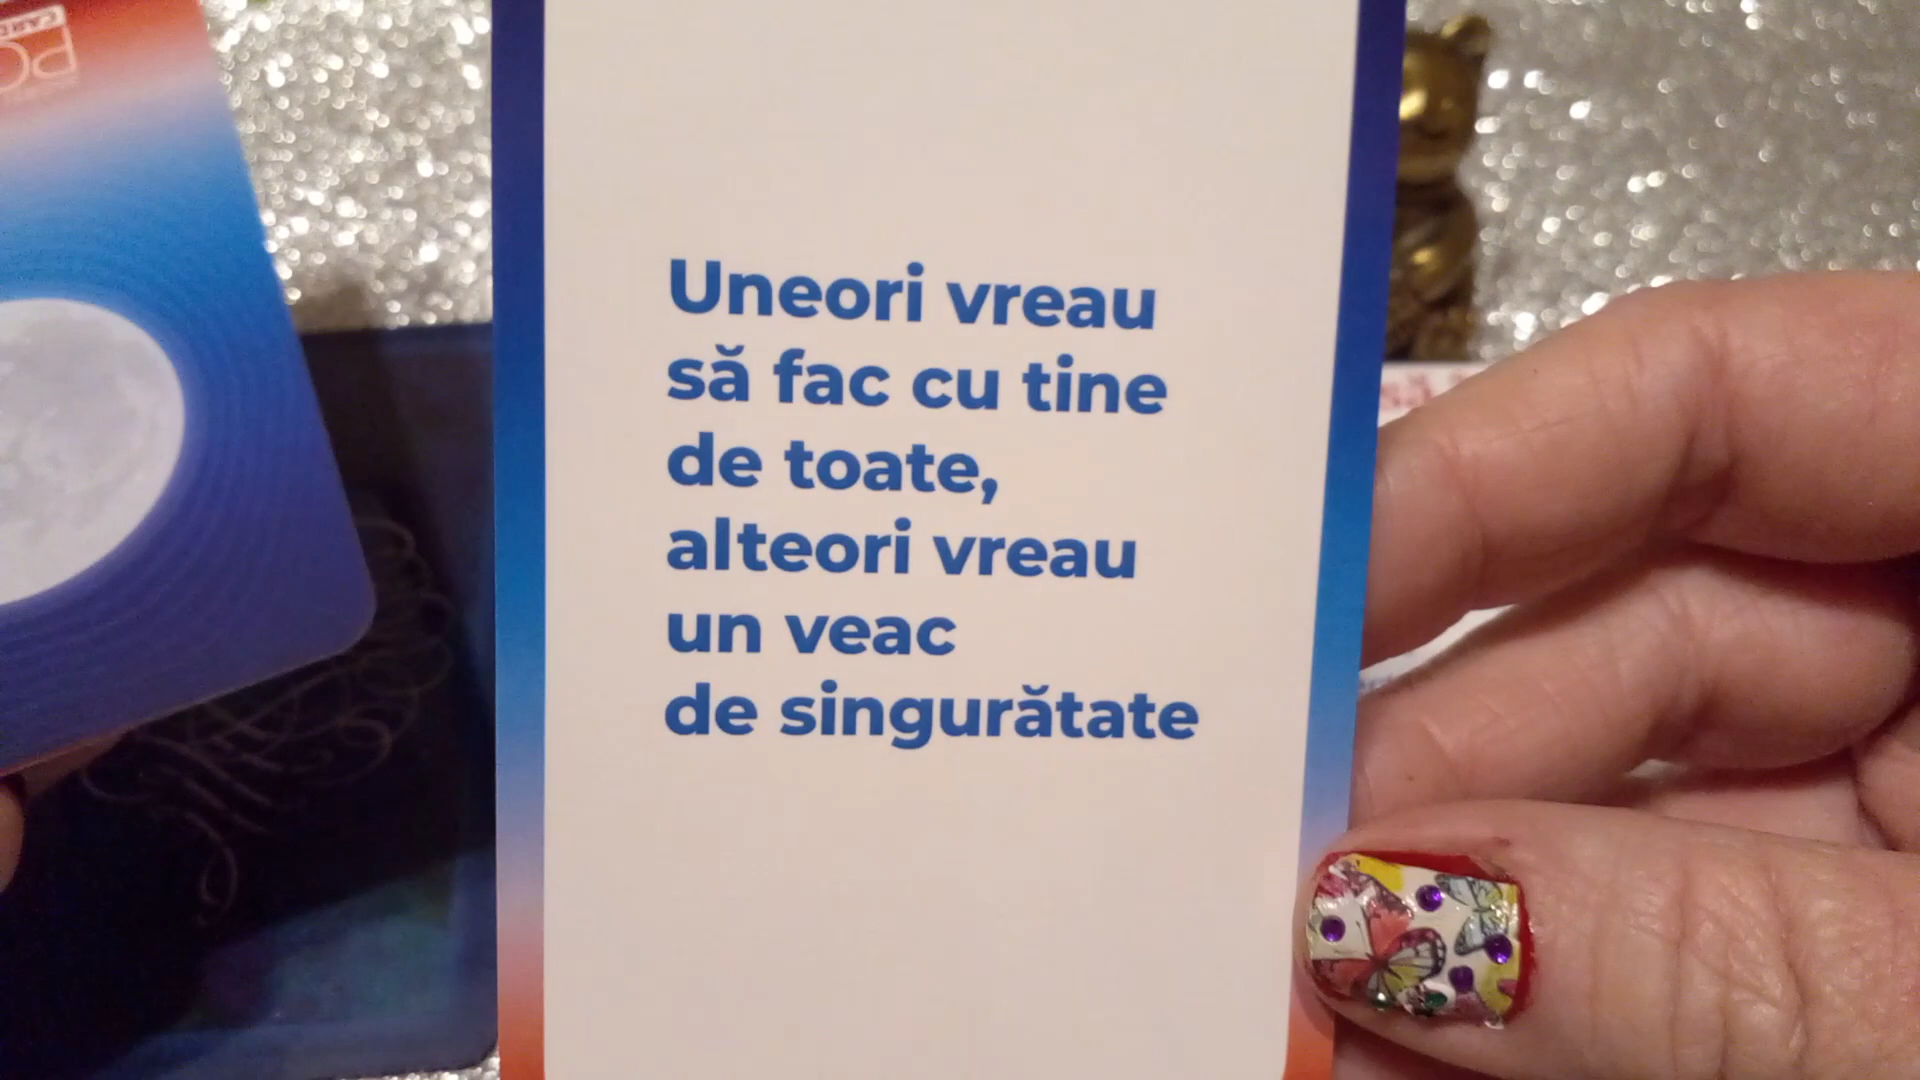 Uneori vreau
să fac cu tine
de toate,
alteori vreau
un veac
de singurătate